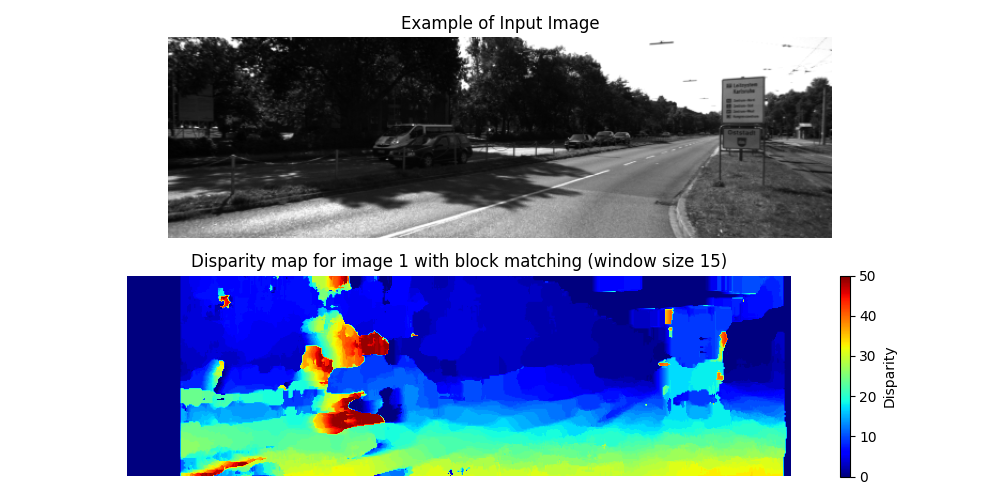 Example of Input Image
Karlsruhe
Disparity map for image 1 with block matching (window size 15)
50
40
30
20
10
0
Disparity